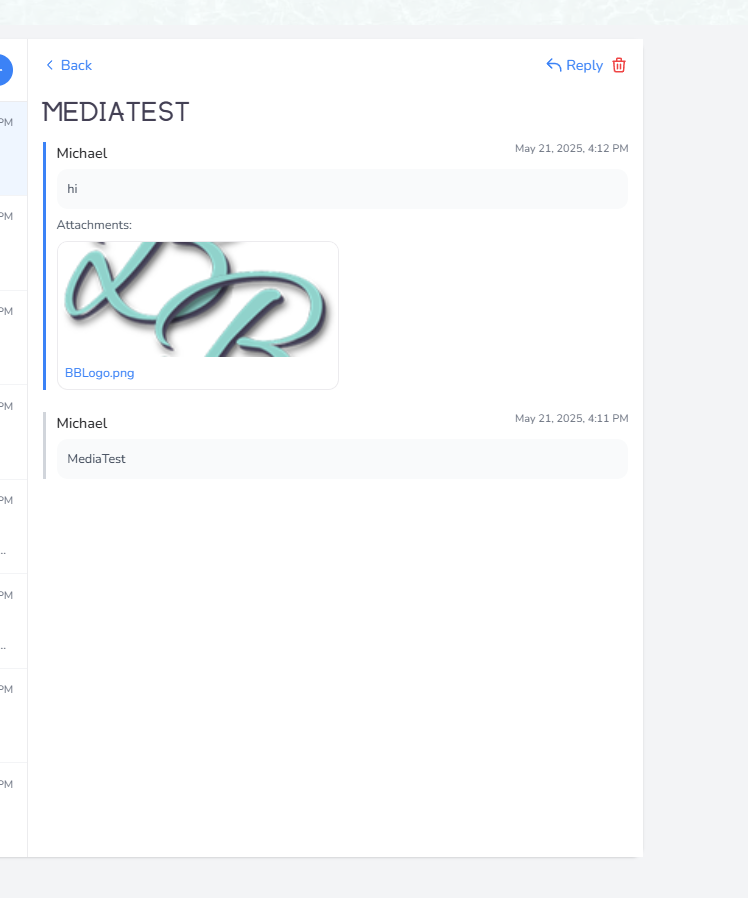 Back
Reply
MEDIATEST
Michael
May 21, 2025, 4:12 PM
hi
Attachments:
BB
BBLogo.png
Michael
May 21, 2025, 4:11 PM
MediaTest
PM
PM
PM
PM
PM
..
PM
..
PM
PM